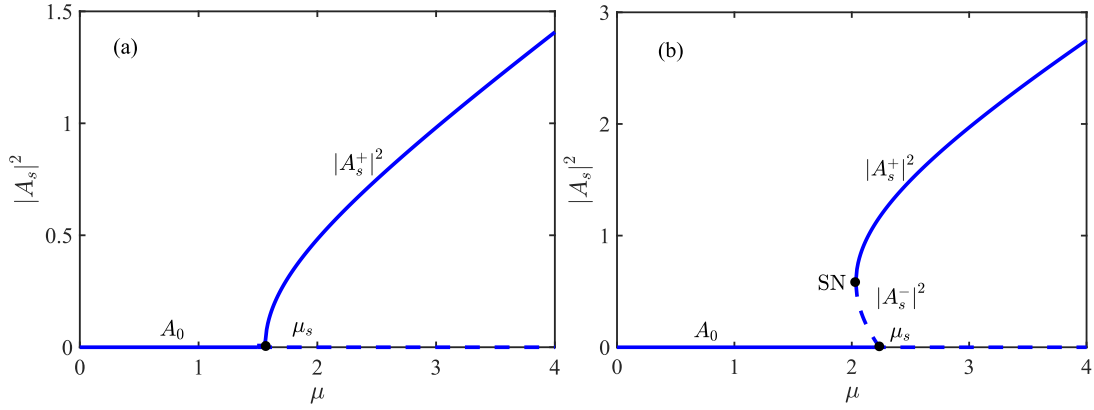 (a)
1.5
1
0.5
0
|A_s|^2
|A_s^+|^2
A_0
μ_s
0 1 2 3 4
μ
(b)
3
2
1
0
|A_s|^2
|A_s^+|^2
SN
|A_s^-|^2
A_0
μ_s
0 1 2 3 4
μ